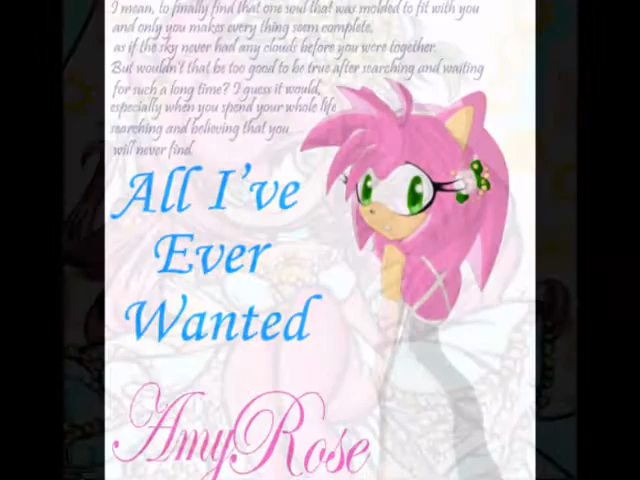 I mean, to finally find that one soul that was molded to fit with you
and only you makes every thing seem complete,
as if the sky never had any clouds before you were together.
But wouldn't that be too good to be true after searching and waiting
for such a long time? I guess it would,
especially when you spend your whole life
searching and believing that you
will never find.
All I've
Ever
Wanted
Amy Rose